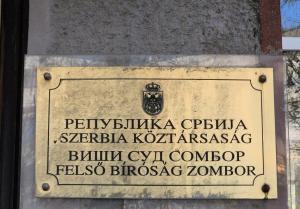 РЕПУБЛИКА СРБИЈА
SZERBIA KÖZTÁRSASÁG
ВИШИ СУД СОМБОР
FELSŐ BÍRÓSÁG ZOMBOR